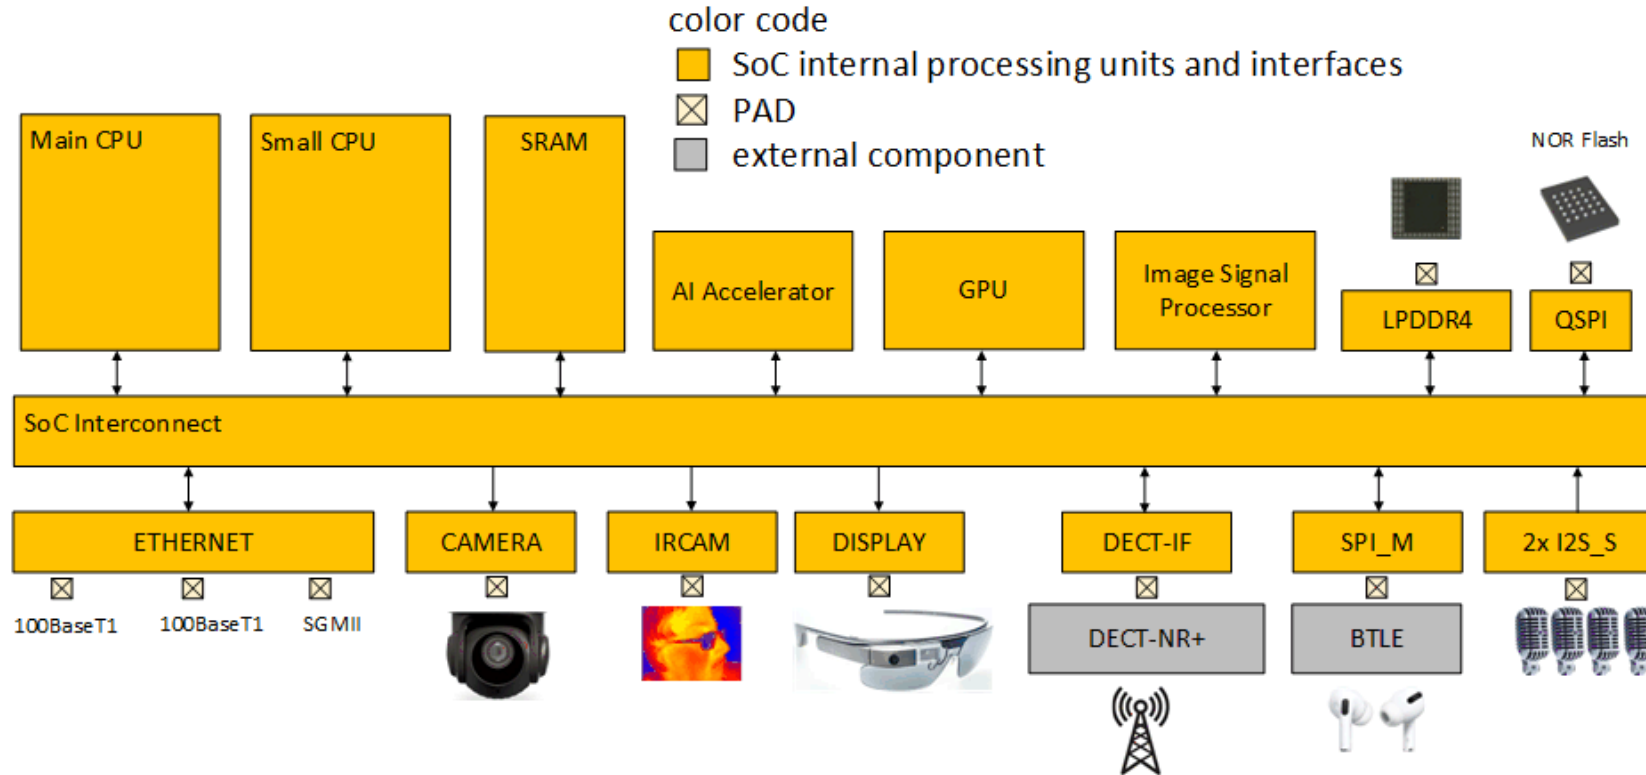 color code
SoC internal processing units and interfaces
PAD
external component
Main CPU
Small CPU
SRAM
NOR Flash
AI Accelerator
GPU
Image Signal
Processor
LPDDR4
QSPI
SoC Interconnect
ETHERNET
CAMERA
IRCAM
DISPLAY
DECT-IF
SPI_M
2x I2S_S
100BaseT1
100BaseT1
SGMII
DECT-NR+
BTLE